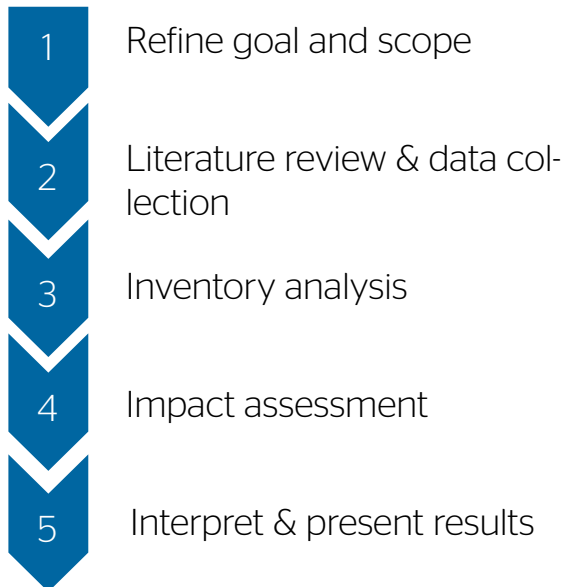 1
Refine goal and scope
2
Literature review & data col-
lection
3
Inventory analysis
4
Impact assessment
5
Interpret & present results